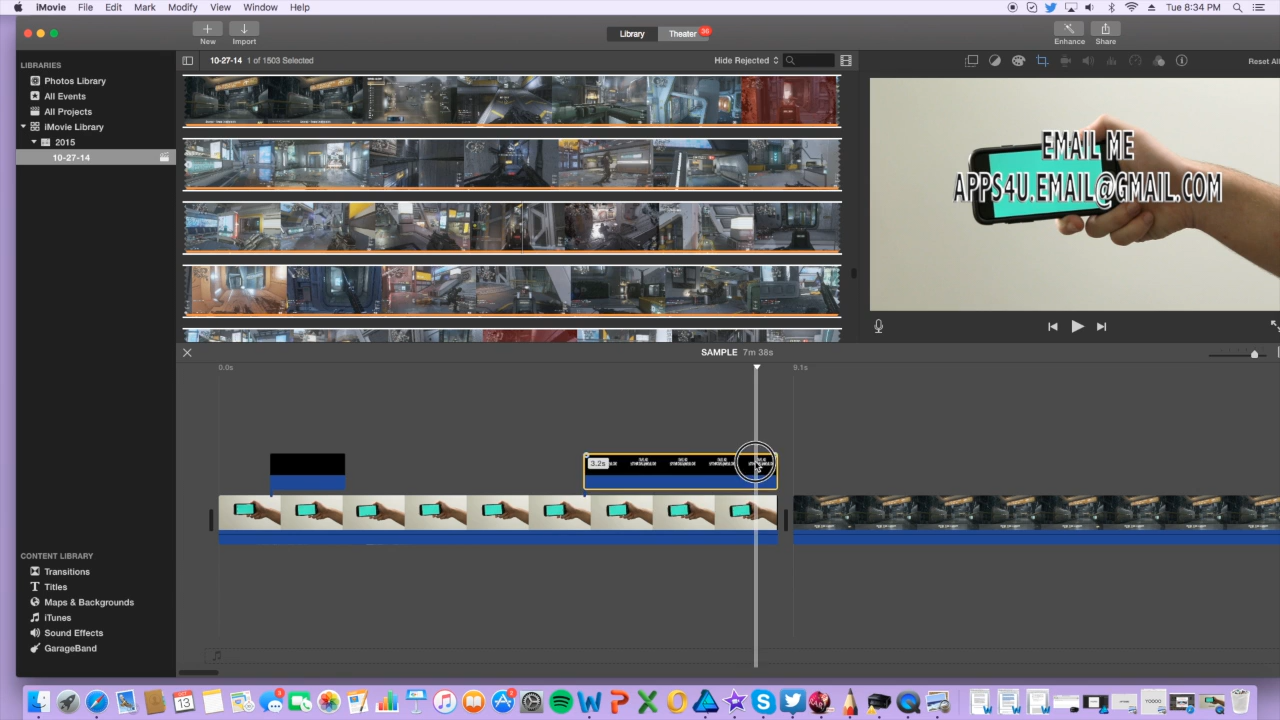 iMovie File Edit Mark Modify View Window Help
Tue 8:34 PM
New
Import
Library
Theater
36
Enhance
Share
LIBRARIES
Photos Library
All Events
All Projects
iMovie Library
2015
10-27-14
10-27-14 1 of 1503 Selected
Hide Rejected
Reset All
EMAIL ME
APPS4U.EMAIL@GMAIL.COM
SAMPLE 7m 38s
0.0s
9.1s
3.2s
CONTENT LIBRARY
Transitions
Titles
Maps & Backgrounds
iTunes
Sound Effects
GarageBand